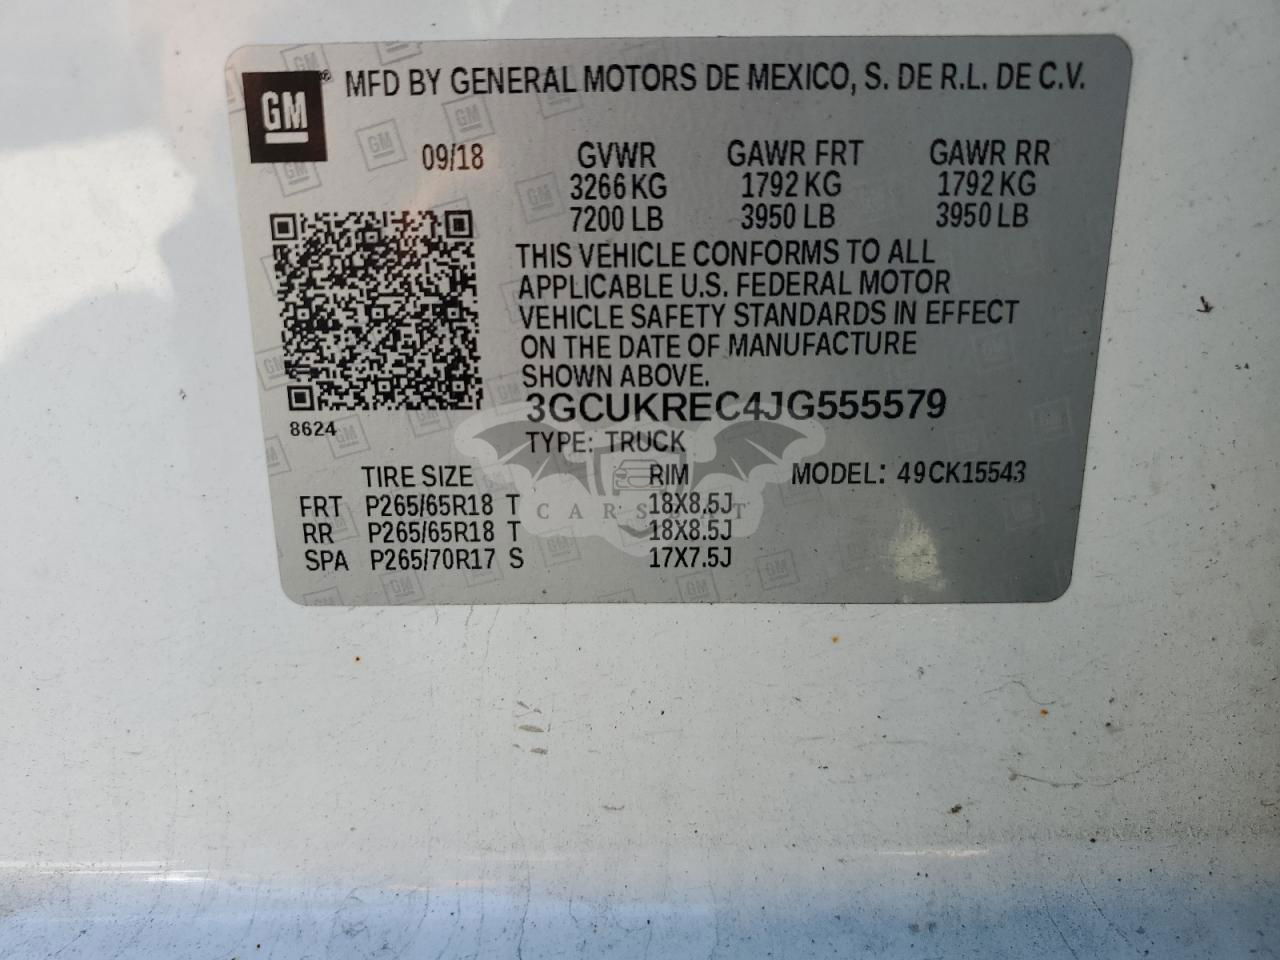 GM ® MFD BY GENERAL MOTORS DE MEXICO, S. DE R.L. DE C.V.
09/18 GVWR GAWR FRT GAWR RR
3266 KG 1792 KG 1792 KG
7200 LB 3950 LB 3950 LB
THIS VEHICLE CONFORMS TO ALL
APPLICABLE U.S. FEDERAL MOTOR
VEHICLE SAFETY STANDARDS IN EFFECT
ON THE DATE OF MANUFACTURE
SHOWN ABOVE.
3GCUKREC4JG555579
8624
TYPE: TRUCK
TIRE SIZE RIM MODEL: 49CK15543
FRT P265/65R18 T 18X8.5J
CARSBAT
RR P265/65R18 T 18X8.5J
SPA P265/70R17 S 17X7.5J